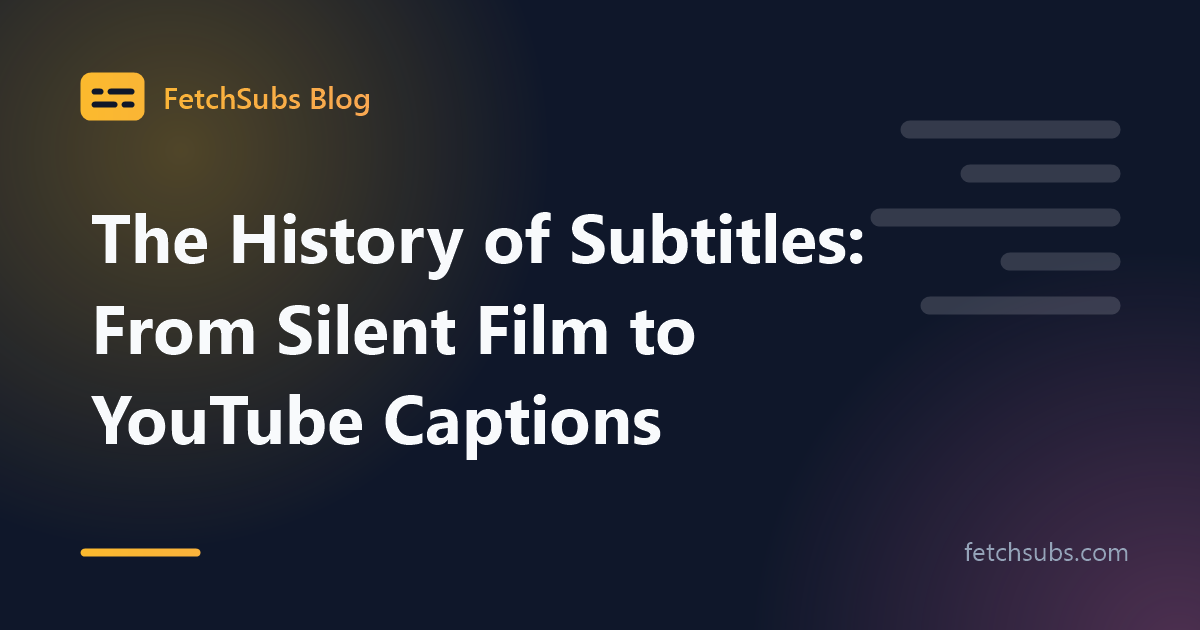 FetchSubs Blog
The History of Subtitles:
From Silent Film to
YouTube Captions
fetchsubs.com